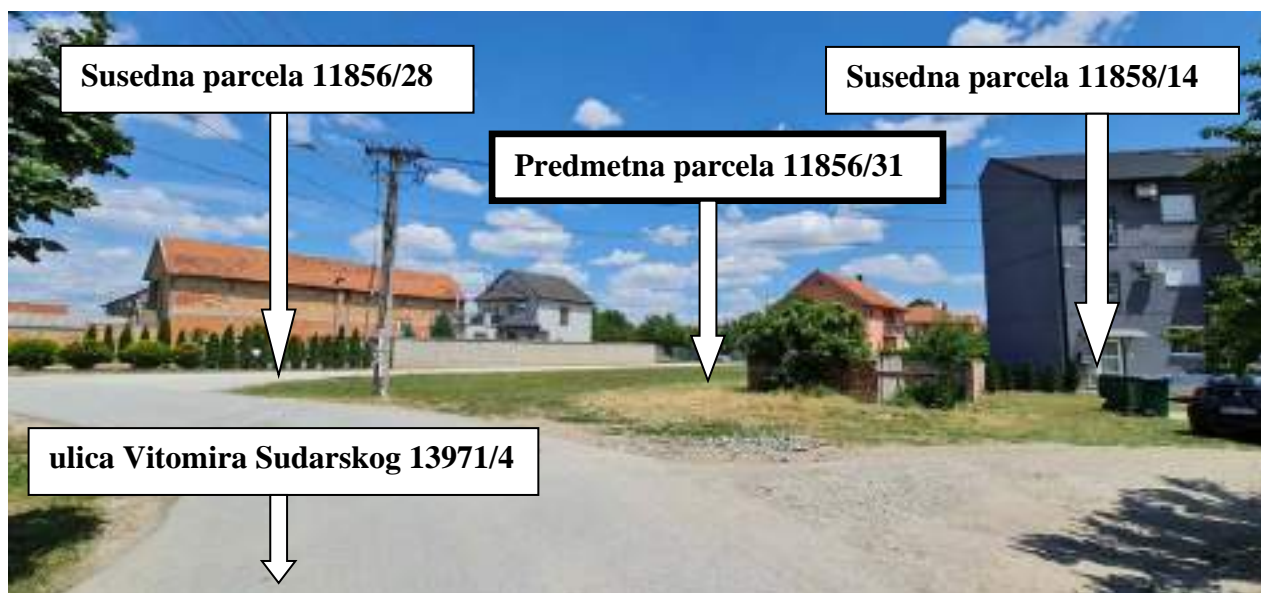 Susedna parcela 11856/28
Susedna parcela 11858/14
Predmetna parcela 11856/31
ulica Vitomira Sudarskog 13971/4